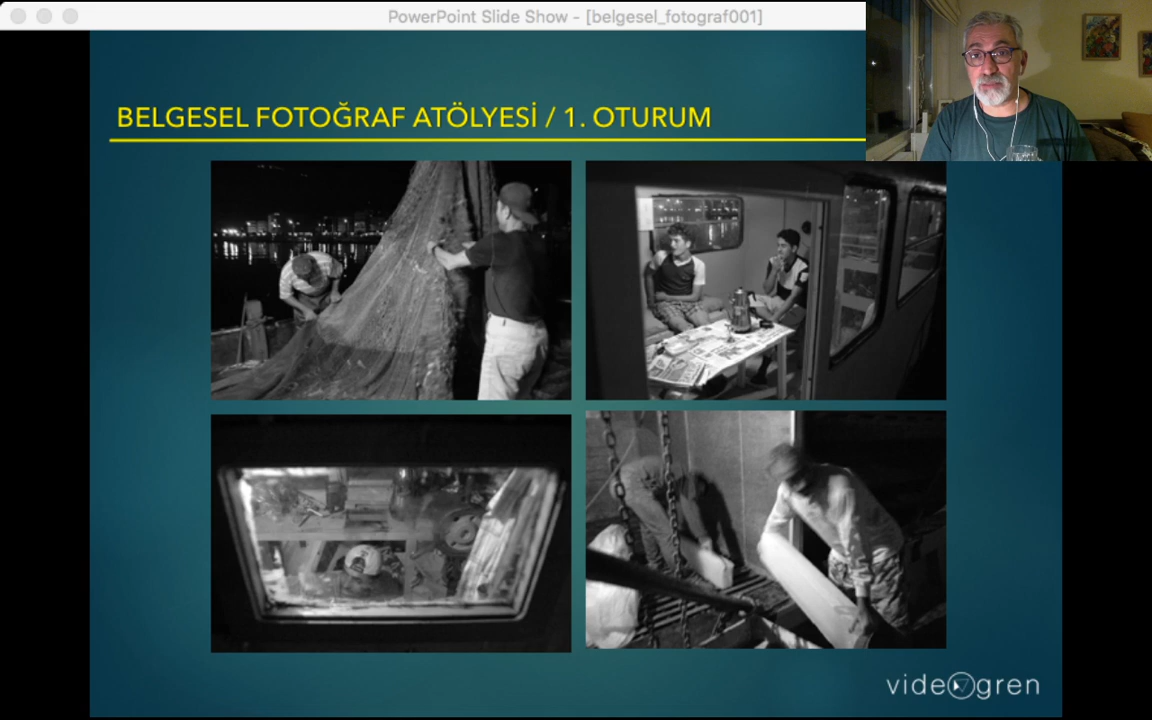 PowerPoint Slide Show - [belgesel_fotograf001]
BELGESEL FOTOĞRAF ATÖLYESİ / 1. OTURUM
videogren